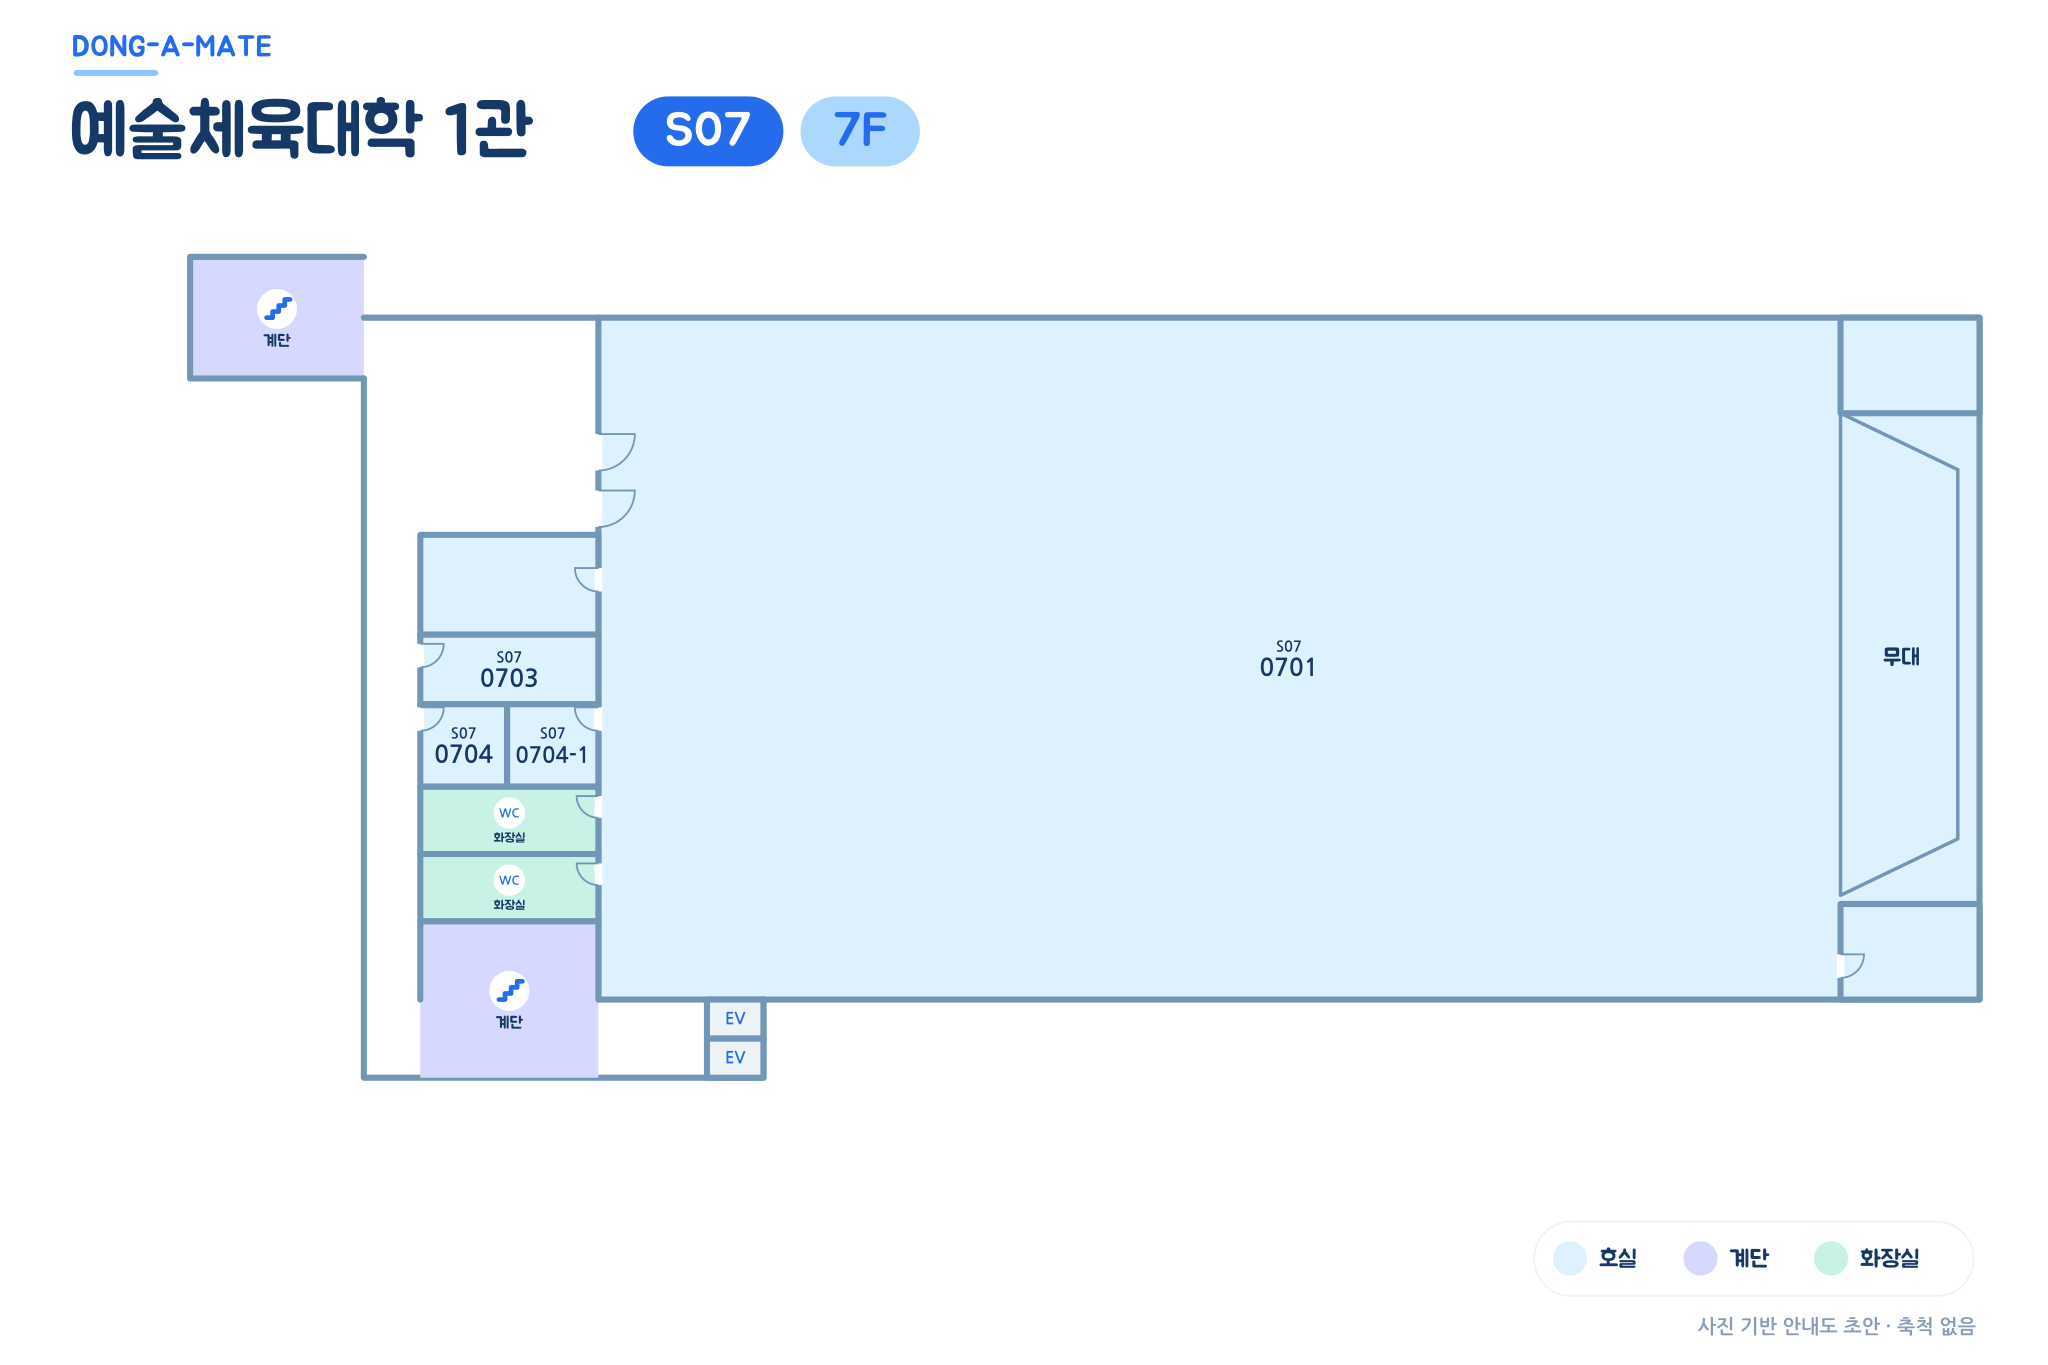 DONG-A-MATE
예술체육대학 1관
S07
7F
계단
S07
0703
S07
0704
S07
0704-1
WC
화장실
WC
화장실
계단
EV
EV
S07
0701
무대
호실
계단
화장실
사진 기반 안내도 초안 · 축척 없음